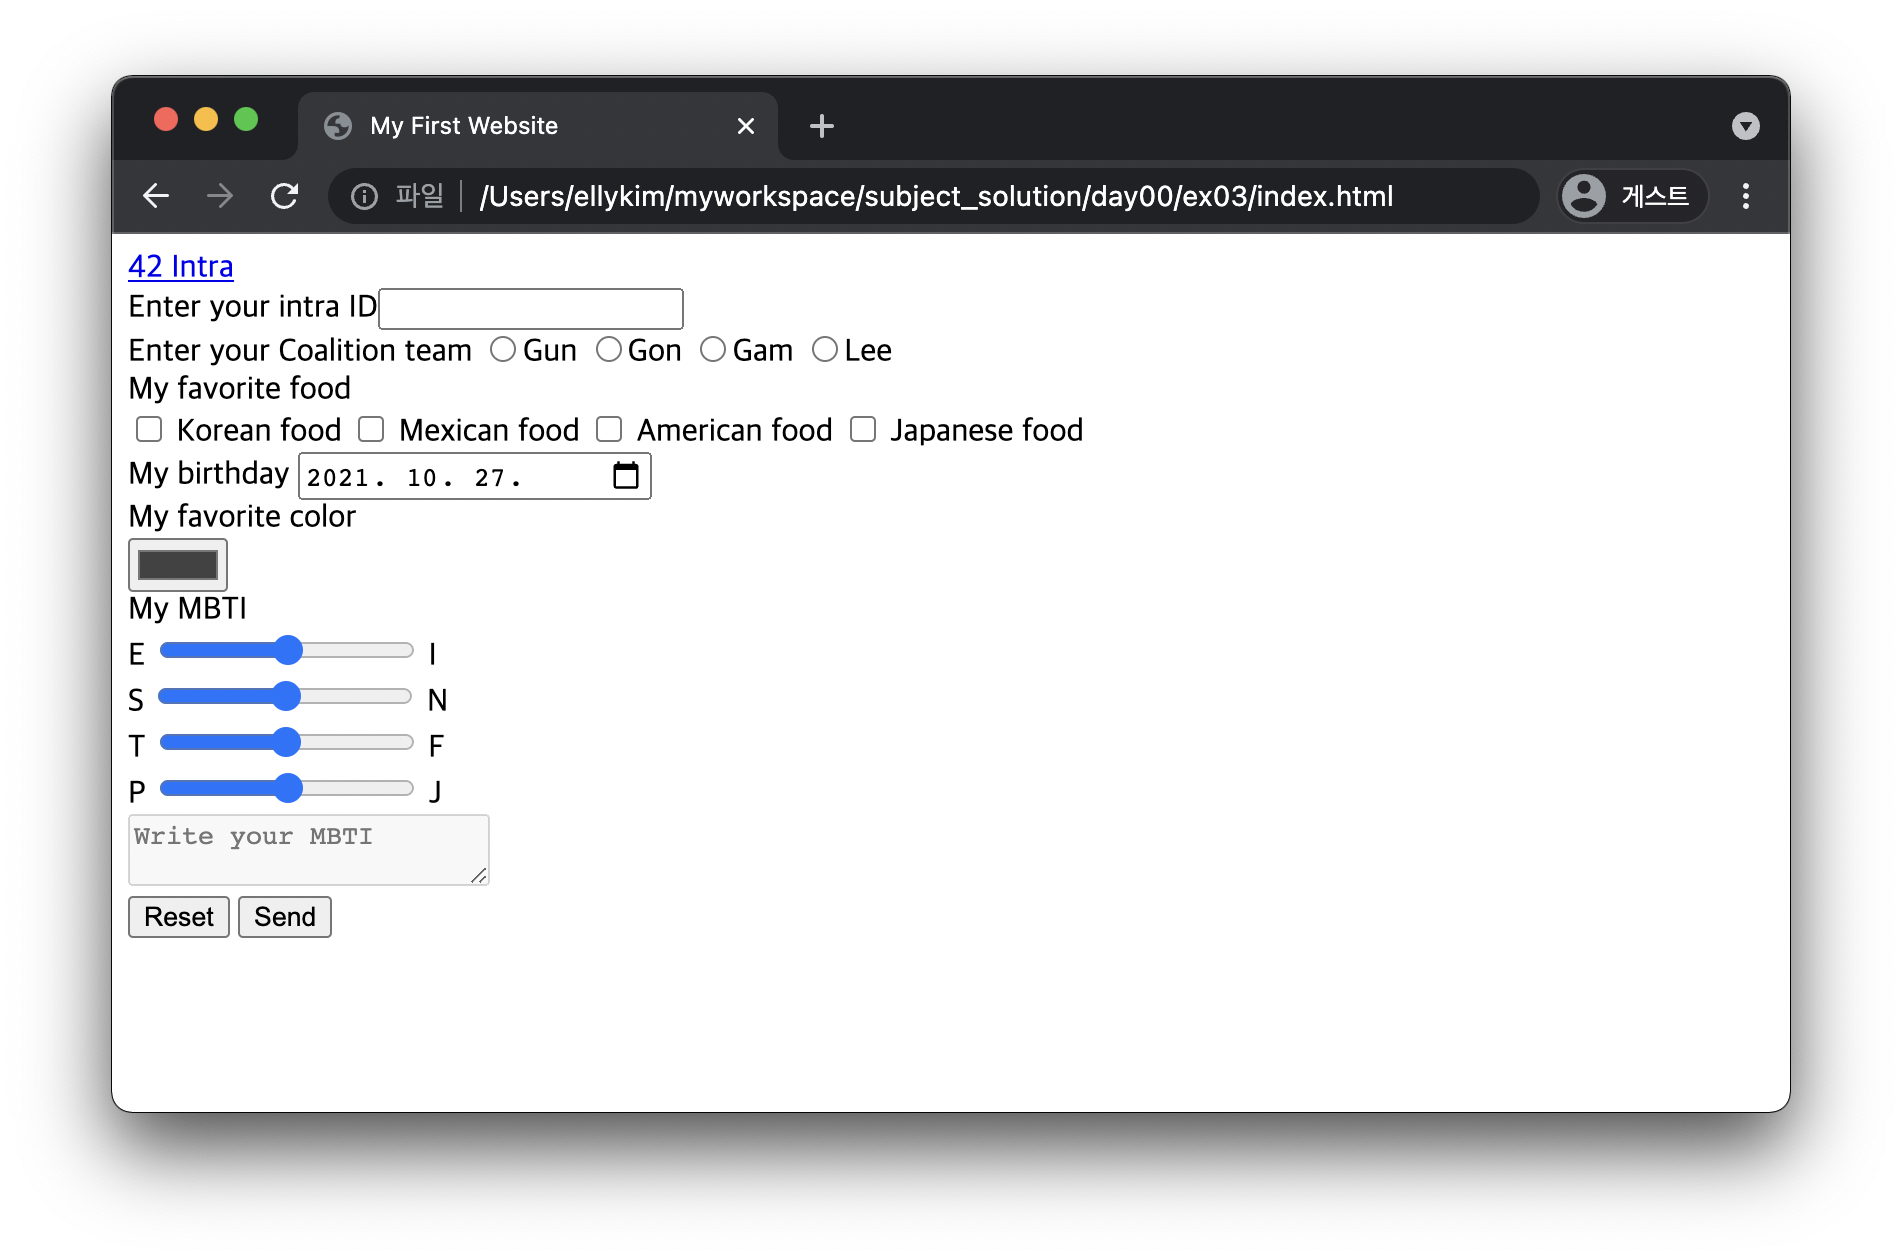 My First Website
파일 /Users/ellykim/myworkspace/subject_solution/day00/ex03/index.html 게스트
42 Intra
Enter your intra ID
Enter your Coalition team Gun Gon Gam Lee
My favorite food
Korean food Mexican food American food Japanese food
My birthday 2021. 10. 27.
My favorite color
My MBTI
E I
S N
T F
P J
Write your MBTI
Reset Send